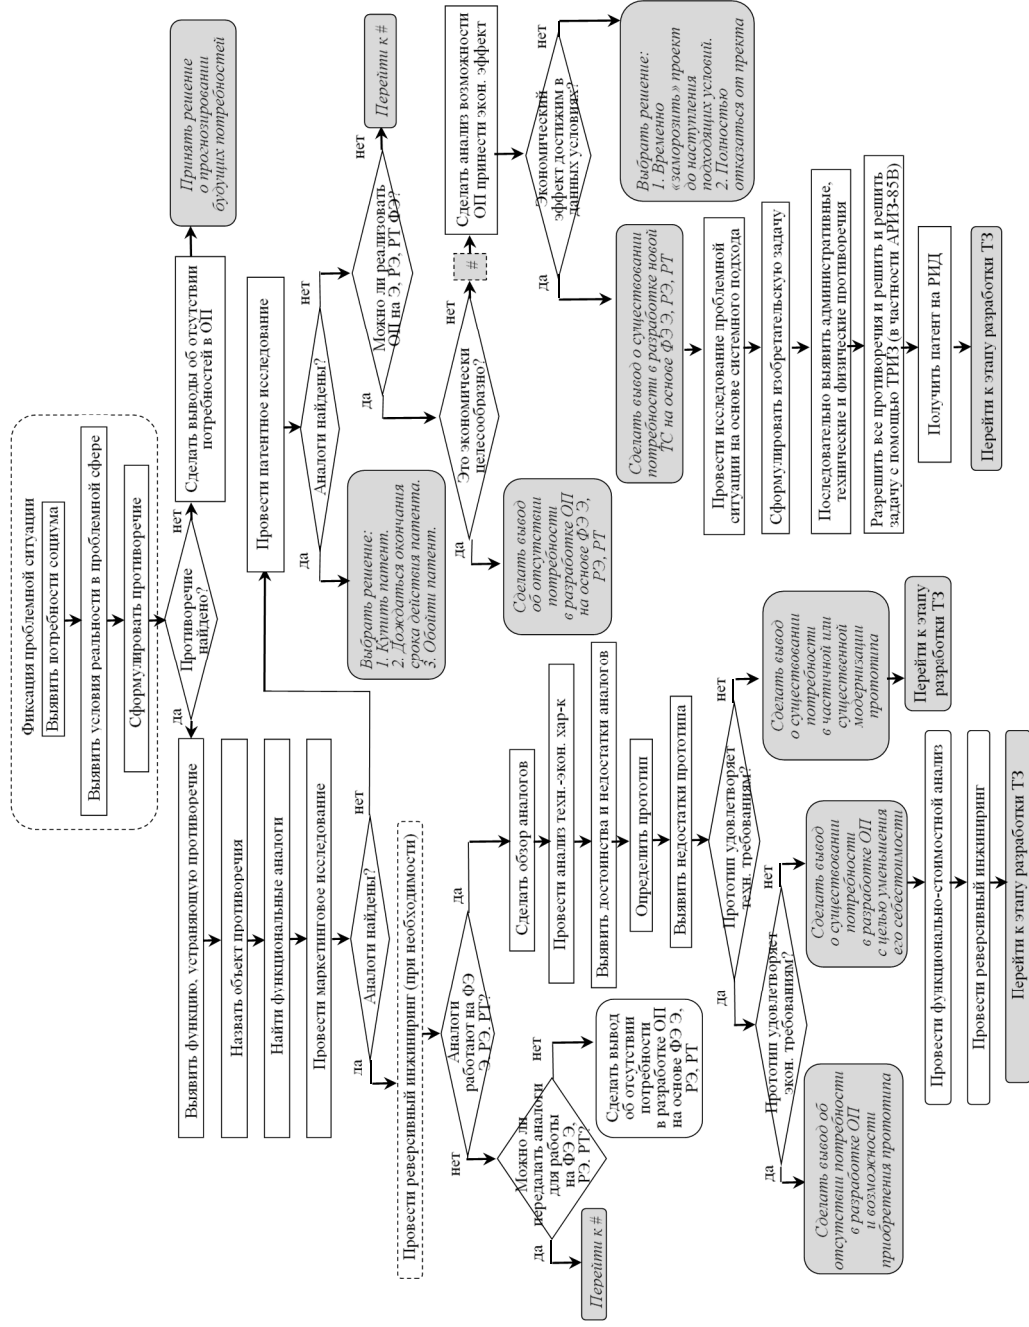 Фиксация проблемной ситуации
Выявить потребности социума
Выявить условия реальности в проблемной сфере
Сформулировать противоречие
Противоречие
найдено?
да
нет
Сделать выводы об отсутствии
потребностей в ОП
Принять решение
о прогнозировании
будущих потребностей
Выявить функцию, устраняющую противоречие
Назвать объект противоречия
Найти функциональные аналоги
Провести маркетинговое исследование
Аналоги найдены?
да
нет
Провести патентное исследование
Аналоги найдены?
да
нет
Выбрать решение:
1. Купить патент.
2. Дождаться окончания
срока действия патента.
3. Обойти патент.
Можно ли реализовать
ОП на Э, РЭ, РТ ФЭ?
да
нет
Перейти к #
Это экономически
целесообразно?
да
нет
#
Сделать вывод
об отсутствии
потребности
в разработке ОП
на основе ФЭ Э,
РЭ, РТ
Сделать анализ возможности
ОП принести экон. эффект
Экономический
эффект достижим в
данных условиях?
да
нет
Выбрать решение:
1. Временно
«заморозить» проект
до наступления
подходящих условий.
2. Полностью
отказаться от пректа
Сделать вывод о существовании
потребности в разработке новой
ТС на основе ФЭ Э, РЭ, РТ
Провести исследование проблемной
ситуации на основе системного подхода
Сформулировать изобретательскую задачу
Последовательно выявить административные,
технические и физические противоречия
Разрешить все противоречия и решить и решить
задачу с помощью ТРИЗ (в частности АРИЗ-85В)
Получить патент на РИД
Перейти к этапу разработки ТЗ
Провести реверсивный инжиниринг (при необходимости)
Аналоги
работают на ФЭ
Э, РЭ, РТ?
нет
да
Можно ли
переделать аналоги
для работы
на ФЭ Э,
РЭ, РТ?
да
нет
Перейти к #
Сделать вывод
об отсутствии
потребности
в разработке ОП
на основе ФЭ Э,
РЭ, РТ
Сделать обзор аналогов
Провести анализ техн.-экон. хар-к
Выявить достоинства и недостатки аналогов
Определить прототип
Выявить недостатки прототипа
Прототип удовлетворяет
техн. требованиям?
да
нет
Сделать вывод
о существовании
потребности
в частичной или
существенной
модернизации
прототипа
Перейти к этапу
разработки ТЗ
Прототип удовлетворяет
экон. требованиям?
да
нет
Сделать вывод об
отсутствии потребности
в разработке ОП
и возможности
приобретения прототипа
Сделать вывод
о существовании
потребности
в разработке ОП
с целью уменьшения
его себестоимости
Провести функционально-стоимостной анализ
Провести реверсивный инжиниринг
Перейти к этапу разработки ТЗ